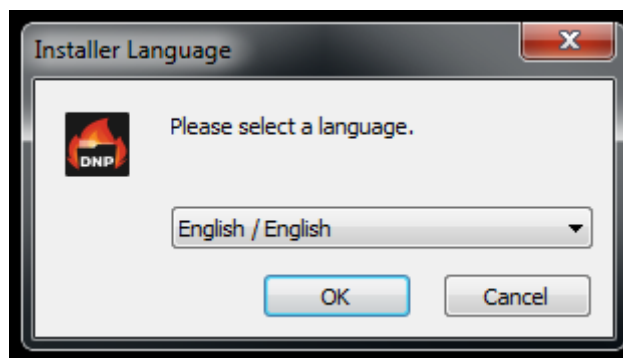 Installer Language
DNP
Please select a language.
English / English
OK
Cancel